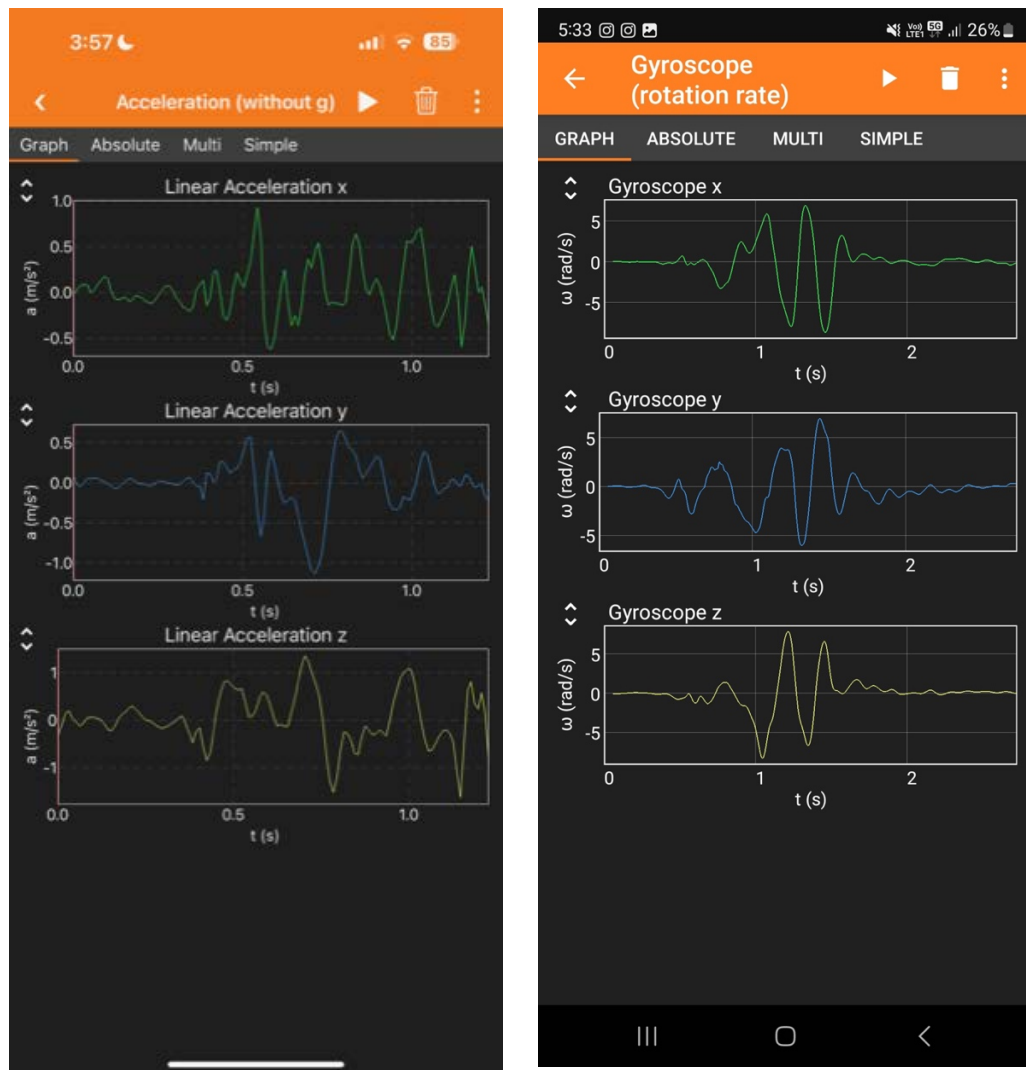 3:57
85
Acceleration (without g)
Graph Absolute Multi Simple
Linear Acceleration x
1.0
0.5
0.0
-0.5
a (m/s²)
0.0 0.5 1.0
t (s)
Linear Acceleration y
0.5
0.0
-0.5
-1.0
a (m/s²)
0.0 0.5 1.0
t (s)
Linear Acceleration z
1
0
-1
a (m/s²)
0.0 0.5 1.0
t (s)
5:33 Vo)) LTE1 5G 26%
Gyroscope
(rotation rate)
GRAPH ABSOLUTE MULTI SIMPLE
Gyroscope x
5
0
-5
ω (rad/s)
0 1 2
t (s)
Gyroscope y
5
0
-5
ω (rad/s)
0 1 2
t (s)
Gyroscope z
5
0
-5
ω (rad/s)
0 1 2
t (s)